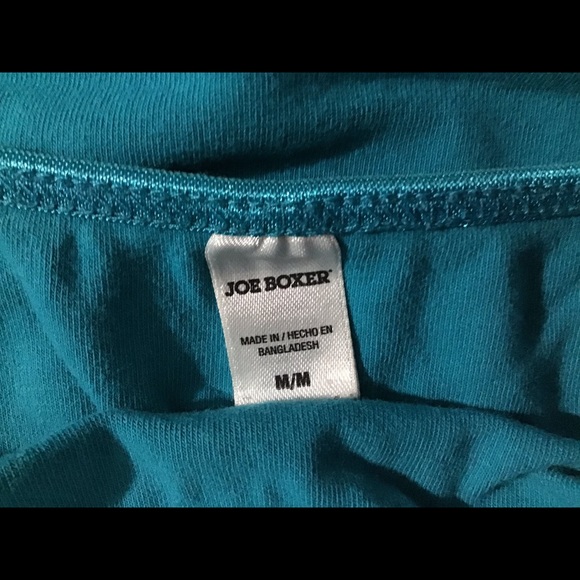 JOE BOXER
MADE IN / HECHO EN
BANGLADESH
M/M